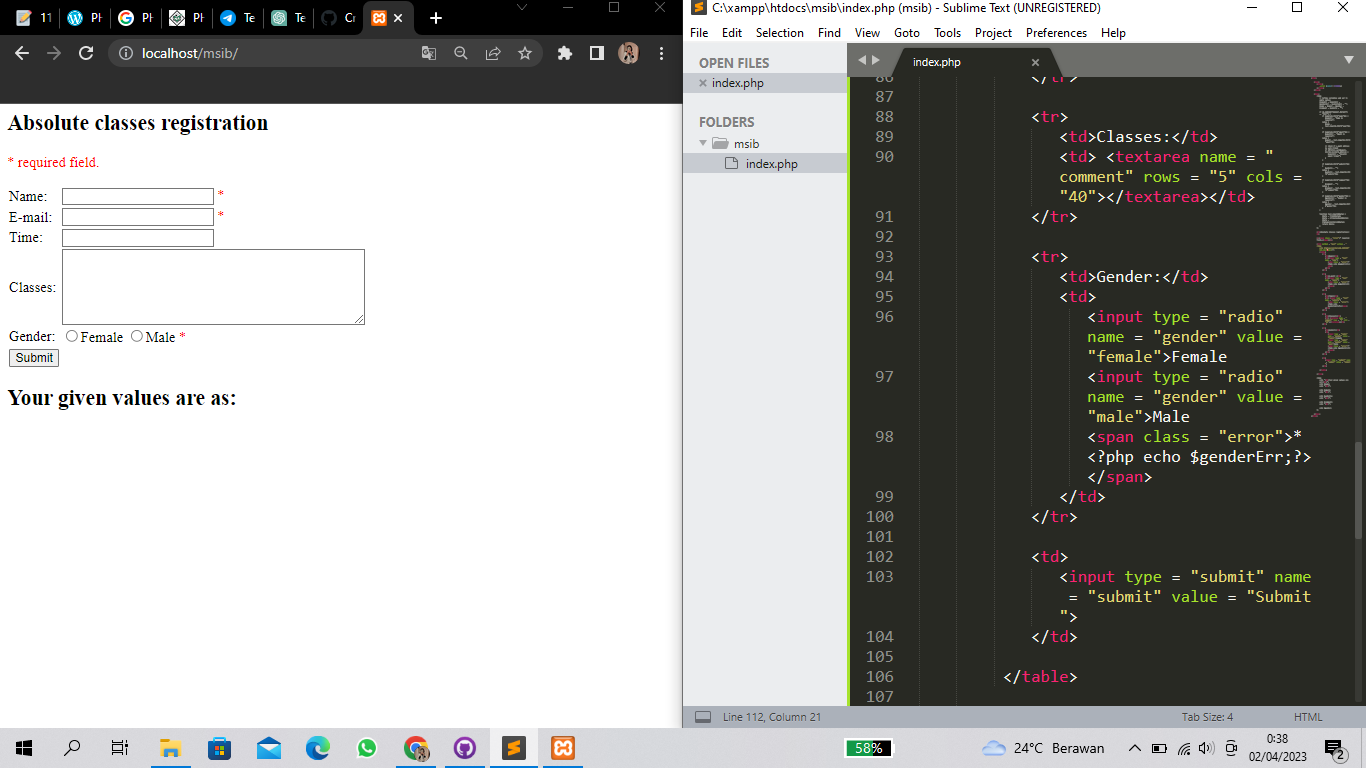 11
PH
G PH
PH
Te
Te
Cr
localhost/msib/
Absolute classes registration
* required field.
Name: *
E-mail: *
Time:
Classes:
Gender: Female Male *
Submit
Your given values are as:
C:\xampp\htdocs\msib\index.php (msib) - Sublime Text (UNREGISTERED)
File Edit Selection Find View Goto Tools Project Preferences Help
OPEN FILES
index.php
FOLDERS
msib
index.php
index.php
86 </tr>
87
88 <tr>
89 <td>Classes:</td>
90 <td> <textarea name = "
comment" rows = "5" cols =
"40"></textarea></td>
91 </tr>
92
93 <tr>
94 <td>Gender:</td>
95 <td>
96 <input type = "radio"
name = "gender" value =
"female">Female
97 <input type = "radio"
name = "gender" value =
"male">Male
98 <span class = "error">*
<?php echo $genderErr;?>
</span>
99 </td>
100 </tr>
101
102 <td>
103 <input type = "submit" name
= "submit" value = "Submit
">
104 </td>
105
106 </table>
107
Line 112, Column 21 Tab Size: 4 HTML
58% 24°C Berawan 0:38
02/04/2023
2